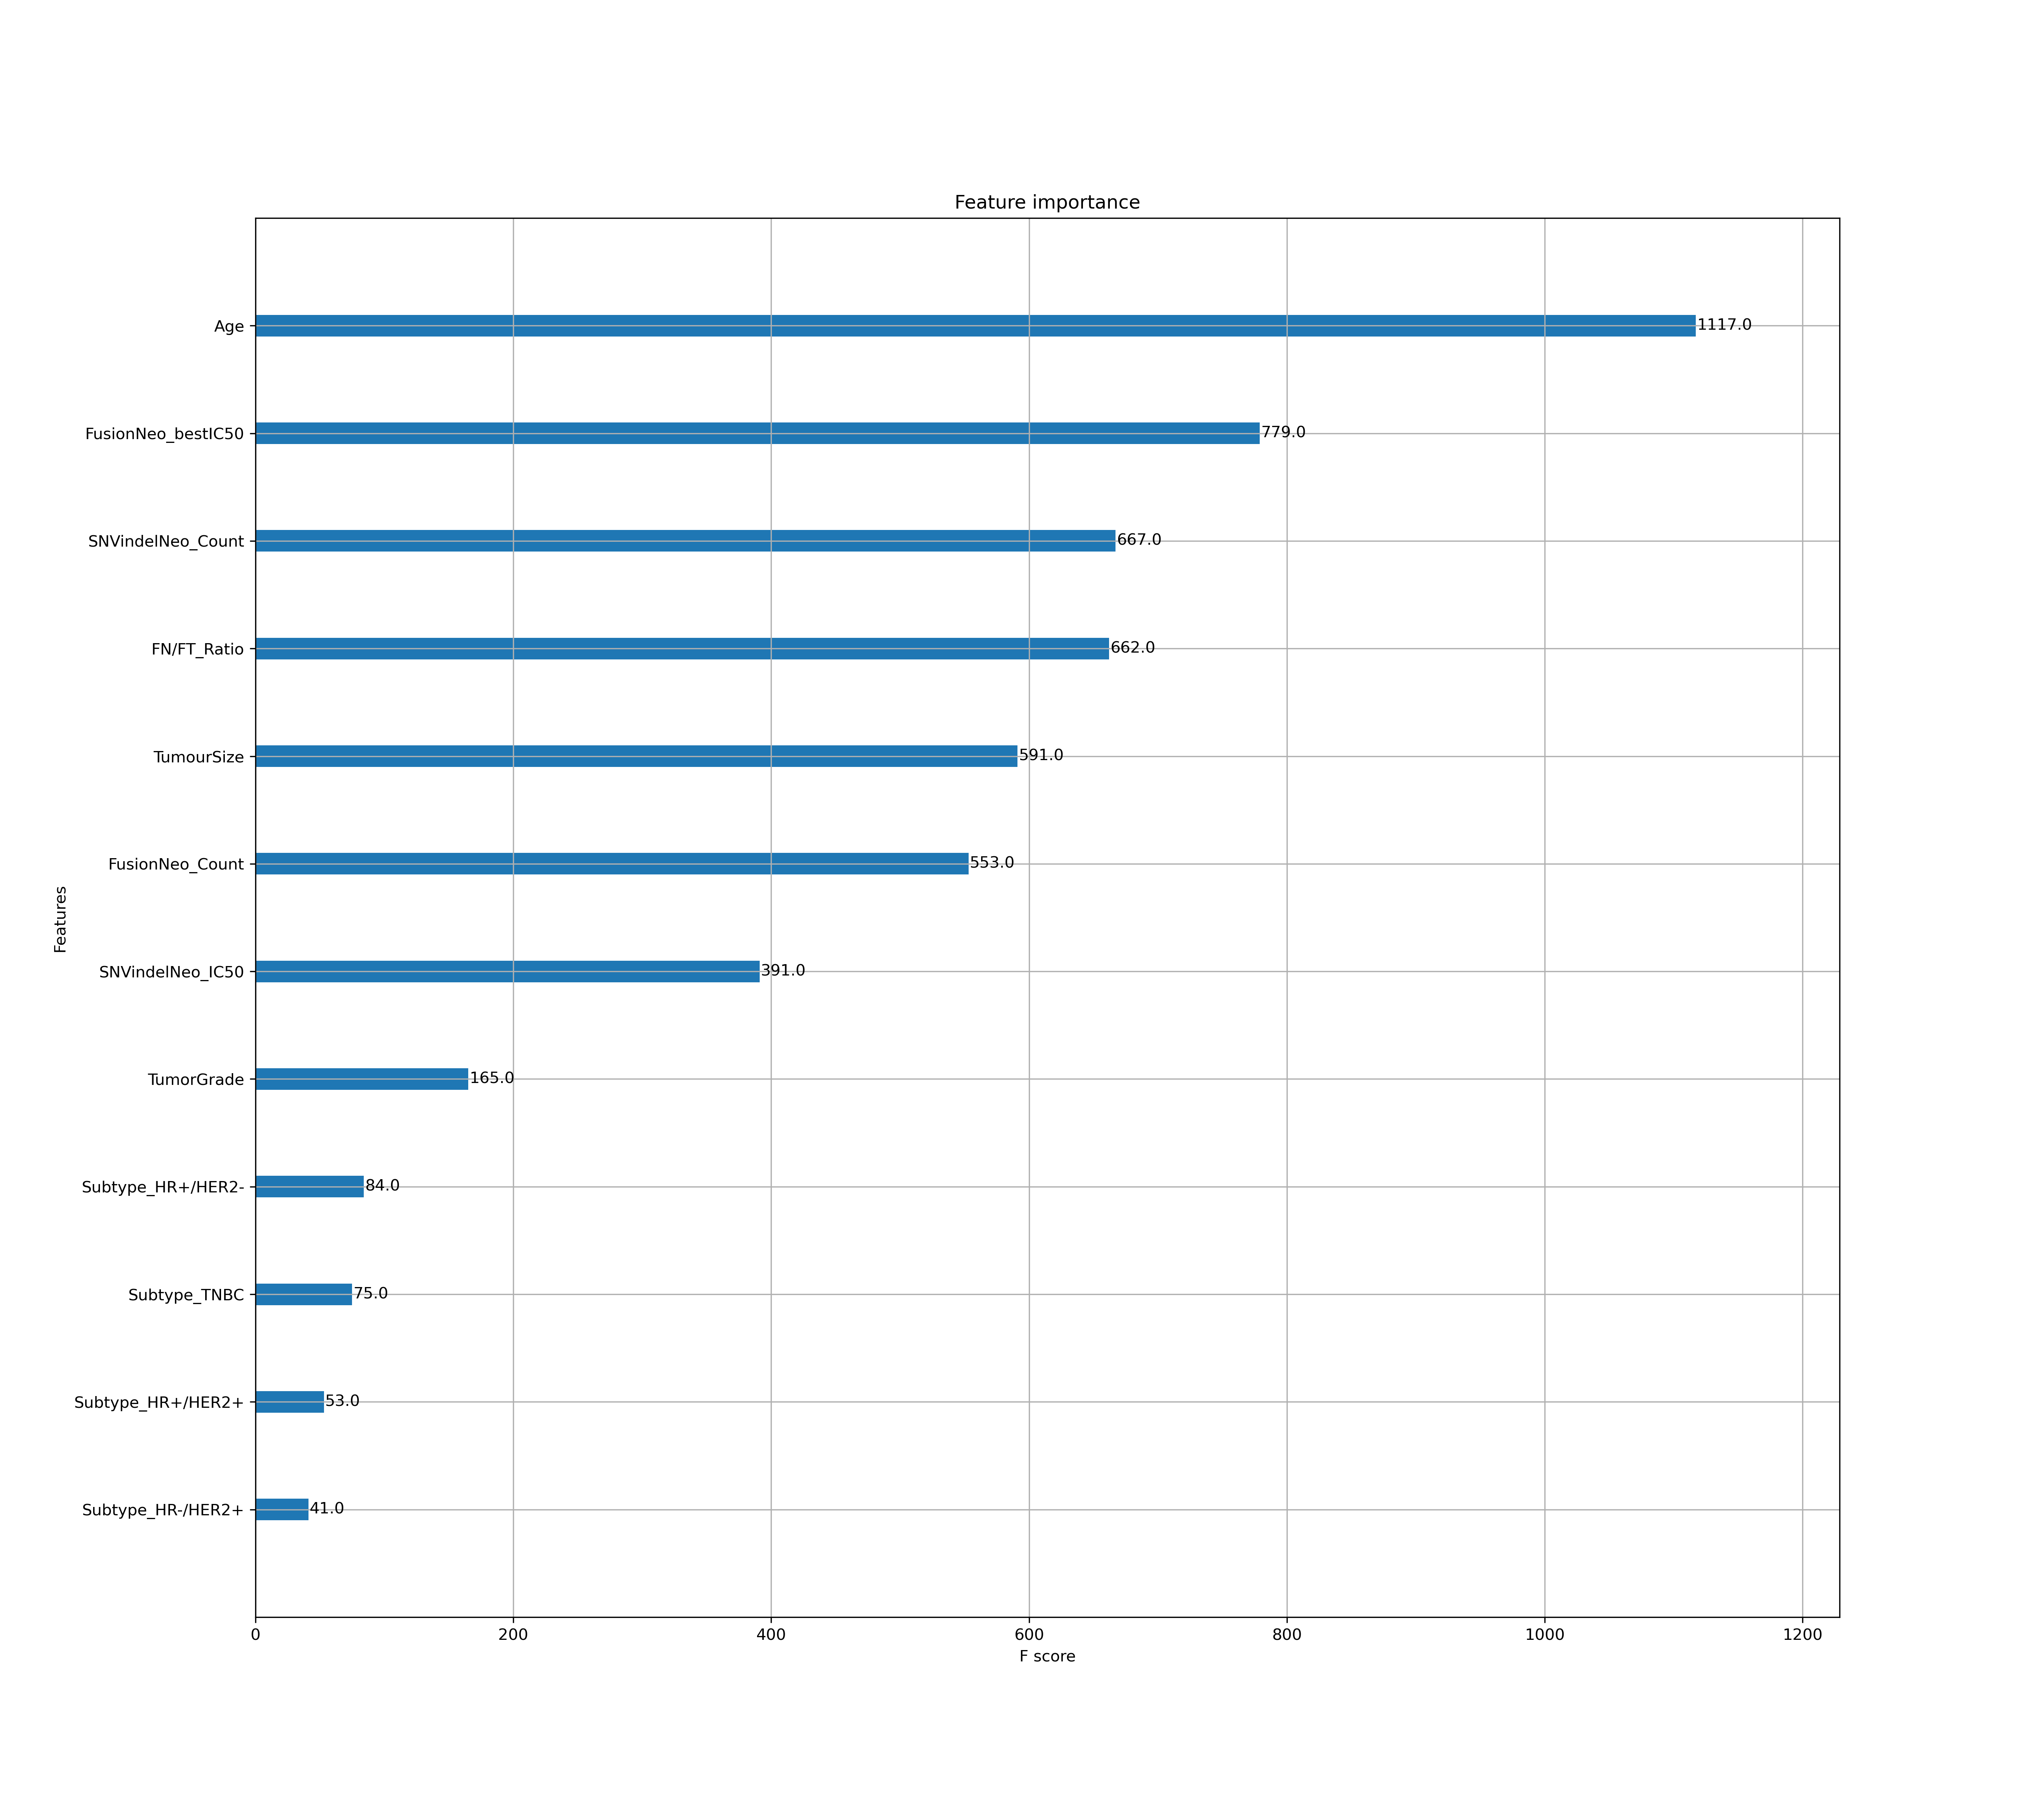 Feature importance
Age
1117.0
FusionNeo_bestIC50
779.0
SNVindelNeo_Count
667.0
FN/FT_Ratio
662.0
TumourSize
591.0
FusionNeo_Count
553.0
Features
SNVindelNeo_IC50
391.0
TumorGrade
165.0
Subtype_HR+/HER2-
84.0
Subtype_TNBC
75.0
Subtype_HR+/HER2+
53.0
Subtype_HR-/HER2+
41.0
0 200 400 600 800 1000 1200
F score